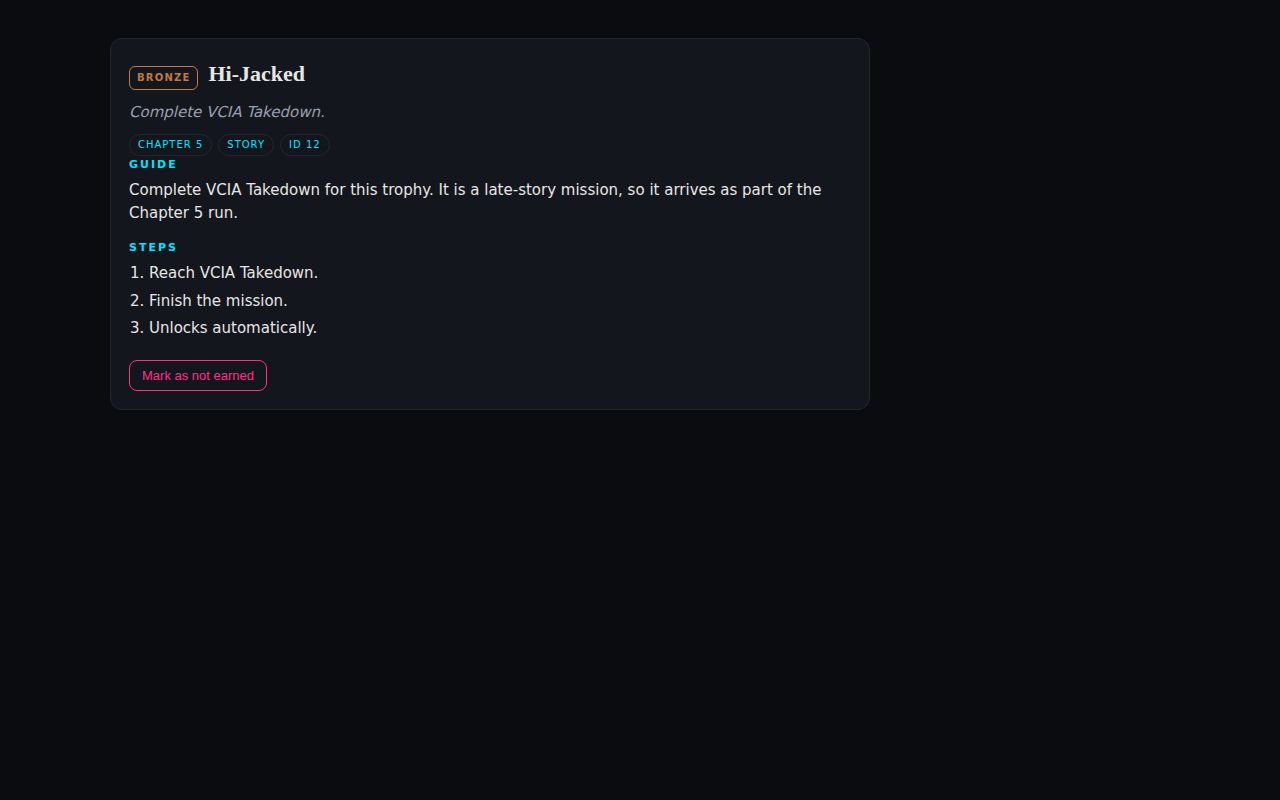 BRONZE Hi-Jacked
Complete VCIA Takedown.
CHAPTER 5 STORY ID 12
GUIDE
Complete VCIA Takedown for this trophy. It is a late-story mission, so it arrives as part of the
Chapter 5 run.
STEPS
1. Reach VCIA Takedown.
2. Finish the mission.
3. Unlocks automatically.
Mark as not earned